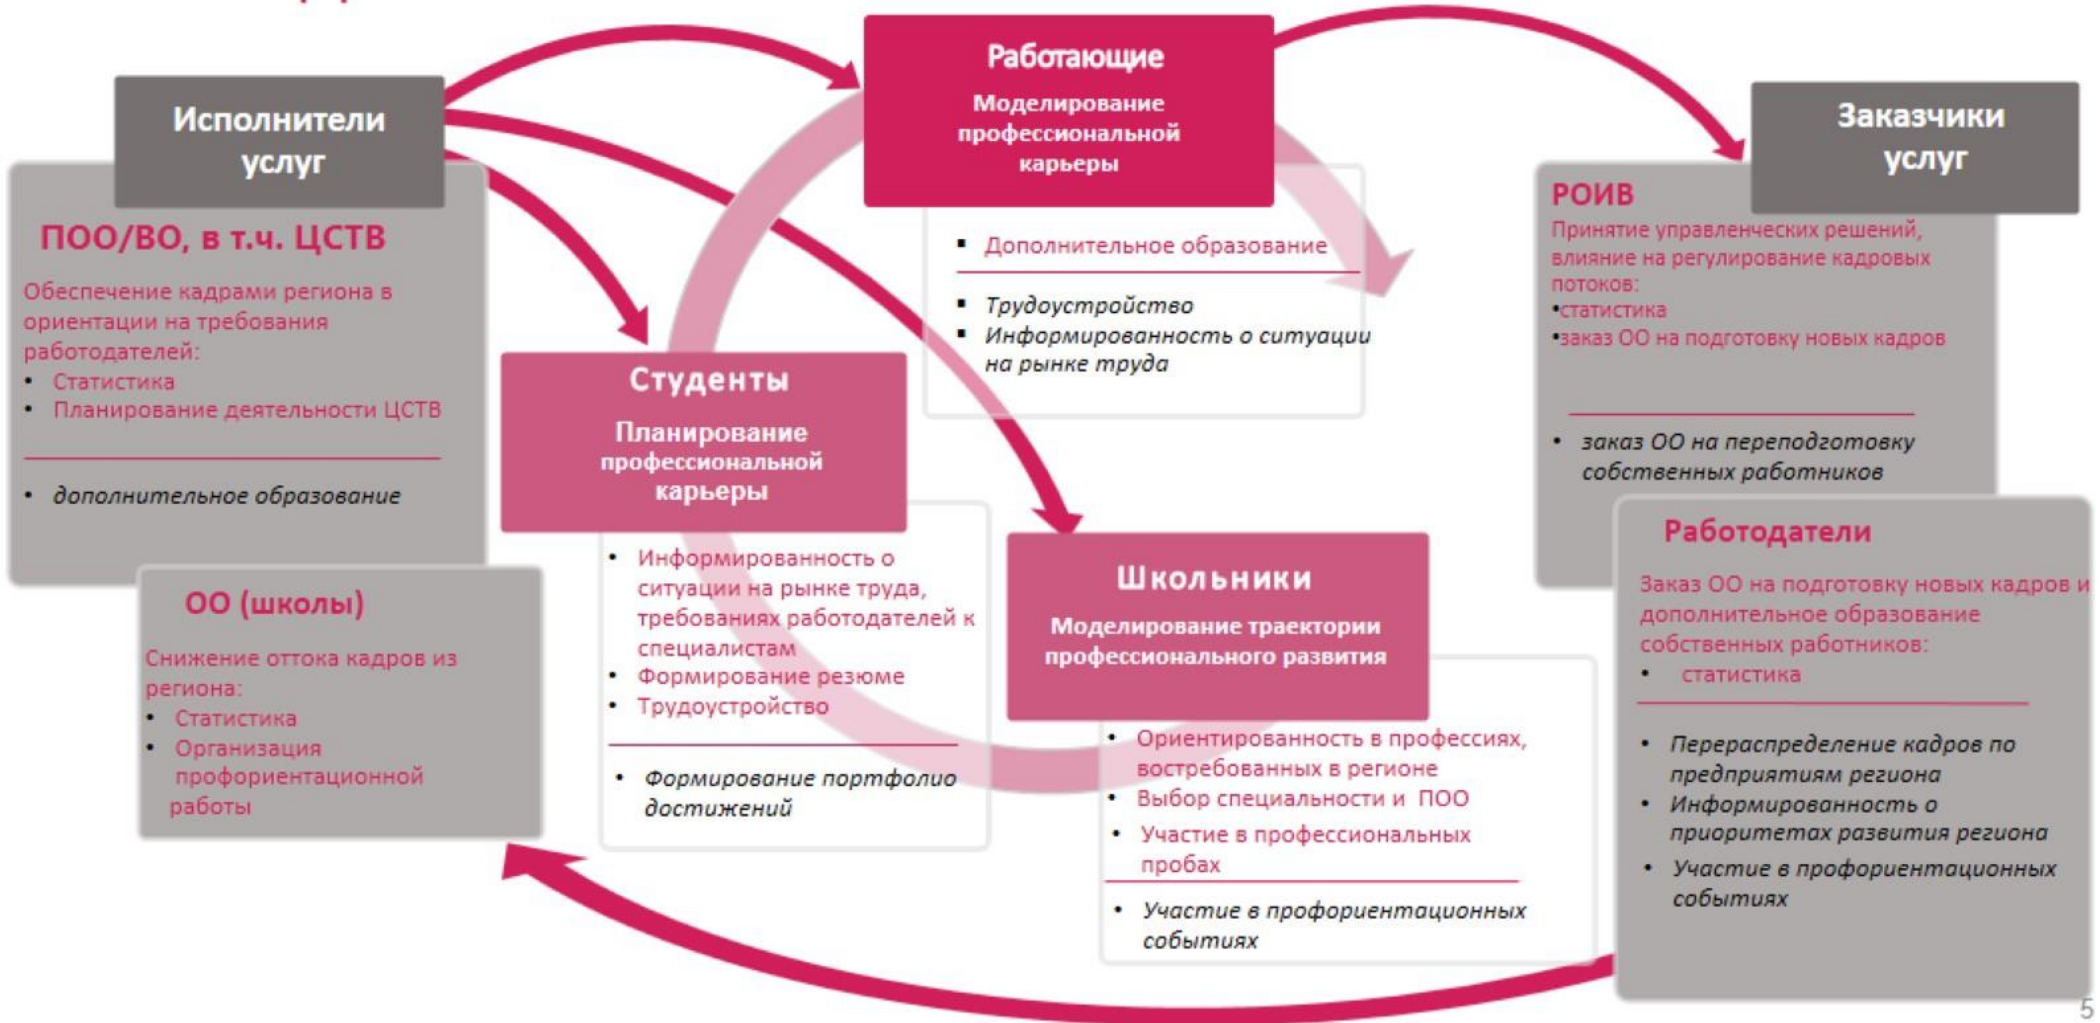 Исполнители
услуг
ПОО/ВО, в т.ч. ЦСТВ
Обеспечение кадрами региона в
ориентации на требования
работодателей:
• Статистика
• Планирование деятельности ЦСТВ
• дополнительное образование
ОО (школы)
Снижение оттока кадров из
региона:
• Статистика
• Организация
профориентационной
работы
Работающие
Моделирование
профессиональной
карьеры
▪ Дополнительное образование
▪ Трудоустройство
▪ Информированность о ситуации
на рынке труда
Студенты
Планирование
профессиональной
карьеры
• Информированность о
ситуации на рынке труда,
требованиях работодателей к
специалистам
• Формирование резюме
• Трудоустройство
• Формирование портфолио
достижений
Школьники
Моделирование траектории
профессионального развития
• Ориентированность в профессиях,
востребованных в регионе
• Выбор специальности и ПОО
• Участие в профессиональных
пробах
• Участие в профориентационных
событиях
Заказчики
услуг
РОИВ
Принятие управленческих решений,
влияние на регулирование кадровых
потоков:
•статистика
•заказ ОО на подготовку новых кадров
• заказ ОО на переподготовку
собственных работников
Работодатели
Заказ ОО на подготовку новых кадров и
дополнительное образование
собственных работников:
• статистика
• Перераспределение кадров по
предприятиям региона
• Информированность о
приоритетах развития региона
• Участие в профориентационных
событиях
5